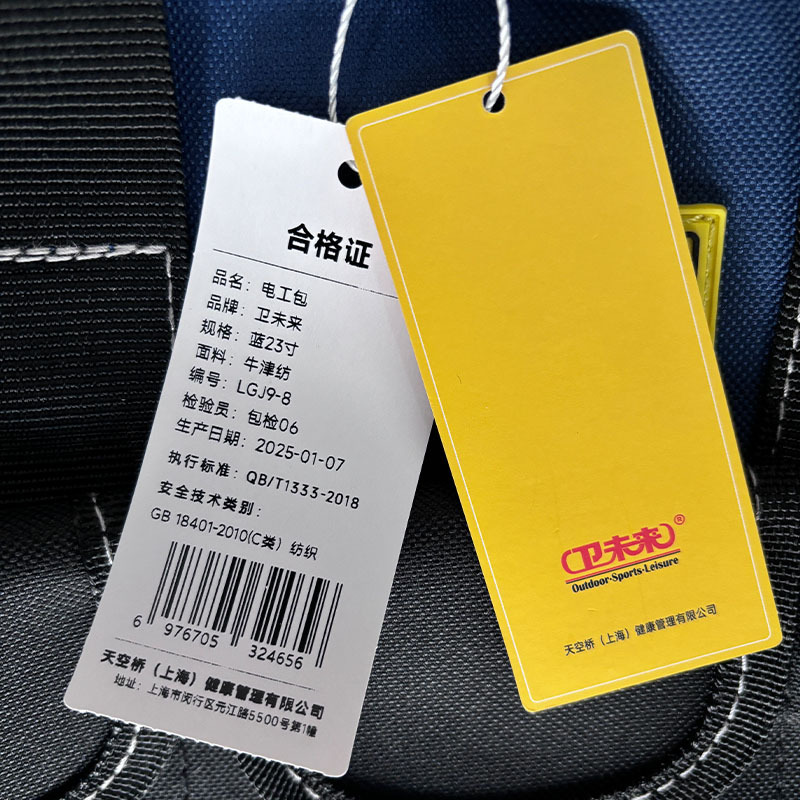 合格证
品名：电工包
品牌：卫未来
规格：蓝23寸
面料：牛津纺
编号：LGJ9-8
检验员：包检06
生产日期：2025-01-07
执行标准：QB/T1333-2018
安全技术类别：
GB 18401-2010(C类) 纺织
6 976705 324656
天空桥（上海）健康管理有限公司
地址：上海市闵行区元江路5500号第1幢
卫未来®
Outdoor·Sports·Leisure
天空桥（上海）健康管理有限公司